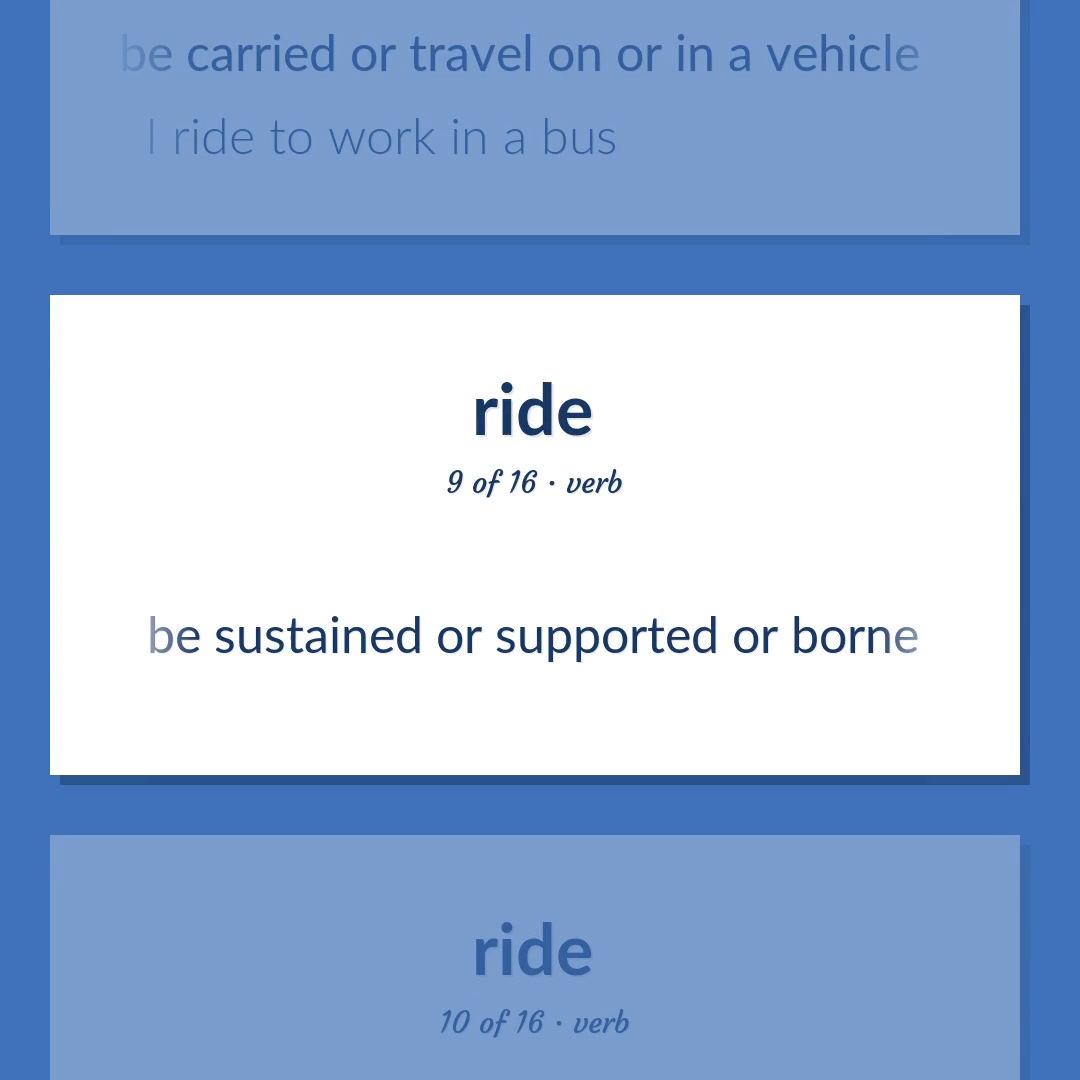 be carried or travel on or in a vehicle
I ride to work in a bus
ride
9 of 16 · verb
be sustained or supported or borne
ride
10 of 16 · verb